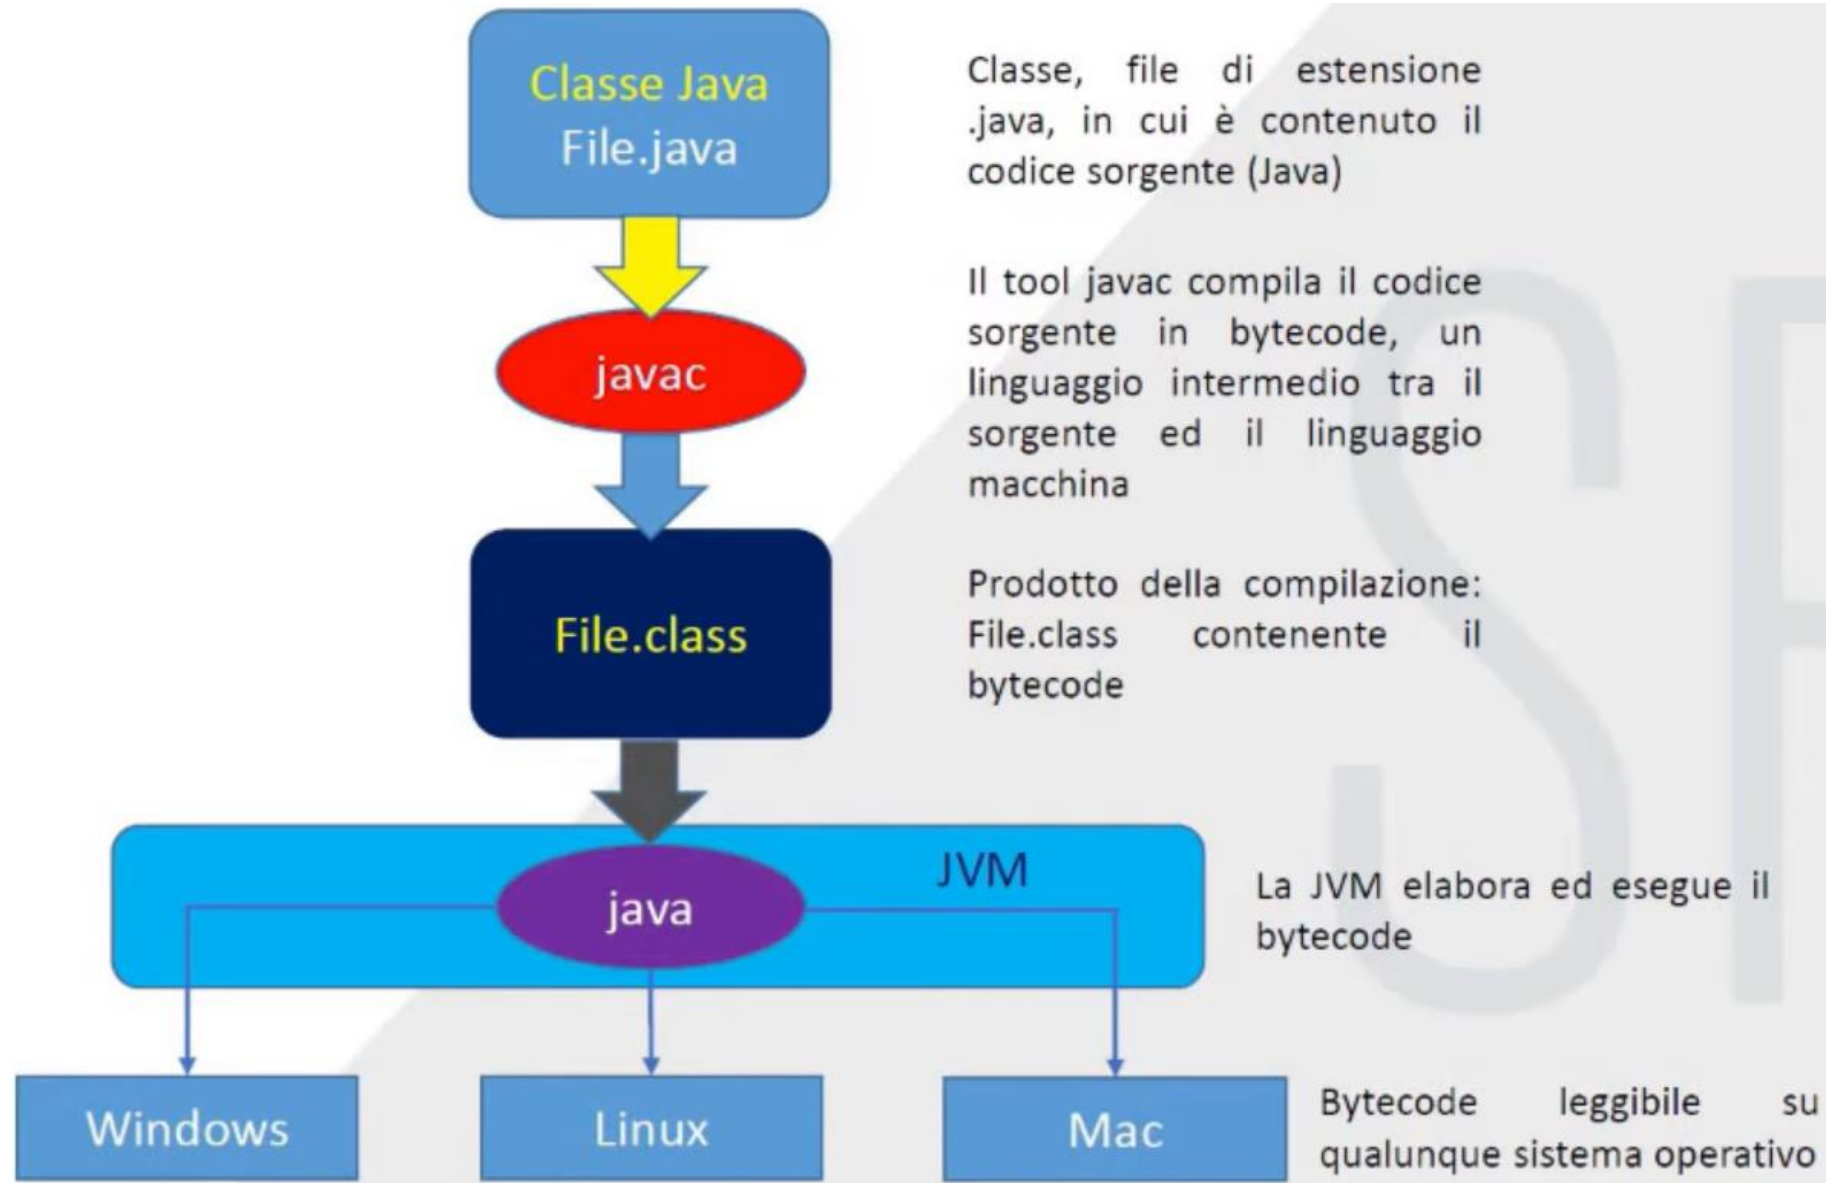 Classe Java
File.java
Classe, file di estensione
.java, in cui è contenuto il
codice sorgente (Java)
javac
Il tool javac compila il codice
sorgente in bytecode, un
linguaggio intermedio tra il
sorgente ed il linguaggio
macchina
File.class
Prodotto della compilazione:
File.class contenente il
bytecode
JVM
java
La JVM elabora ed esegue il
bytecode
Windows
Linux
Mac
Bytecode leggibile su
qualunque sistema operativo